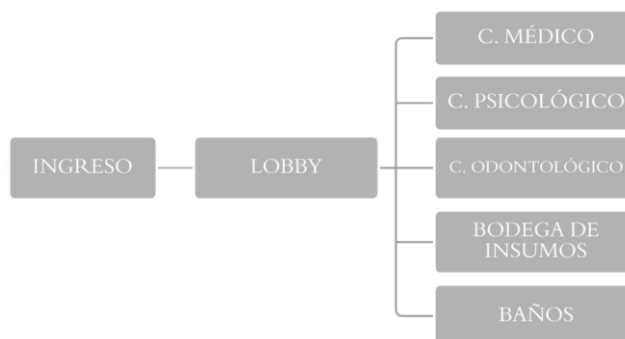 C. MÉDICO
C. PSICOLÓGICO
INGRESO
LOBBY
C. ODONTOLÓGICO
BODEGA DE
INSUMOS
BAÑOS